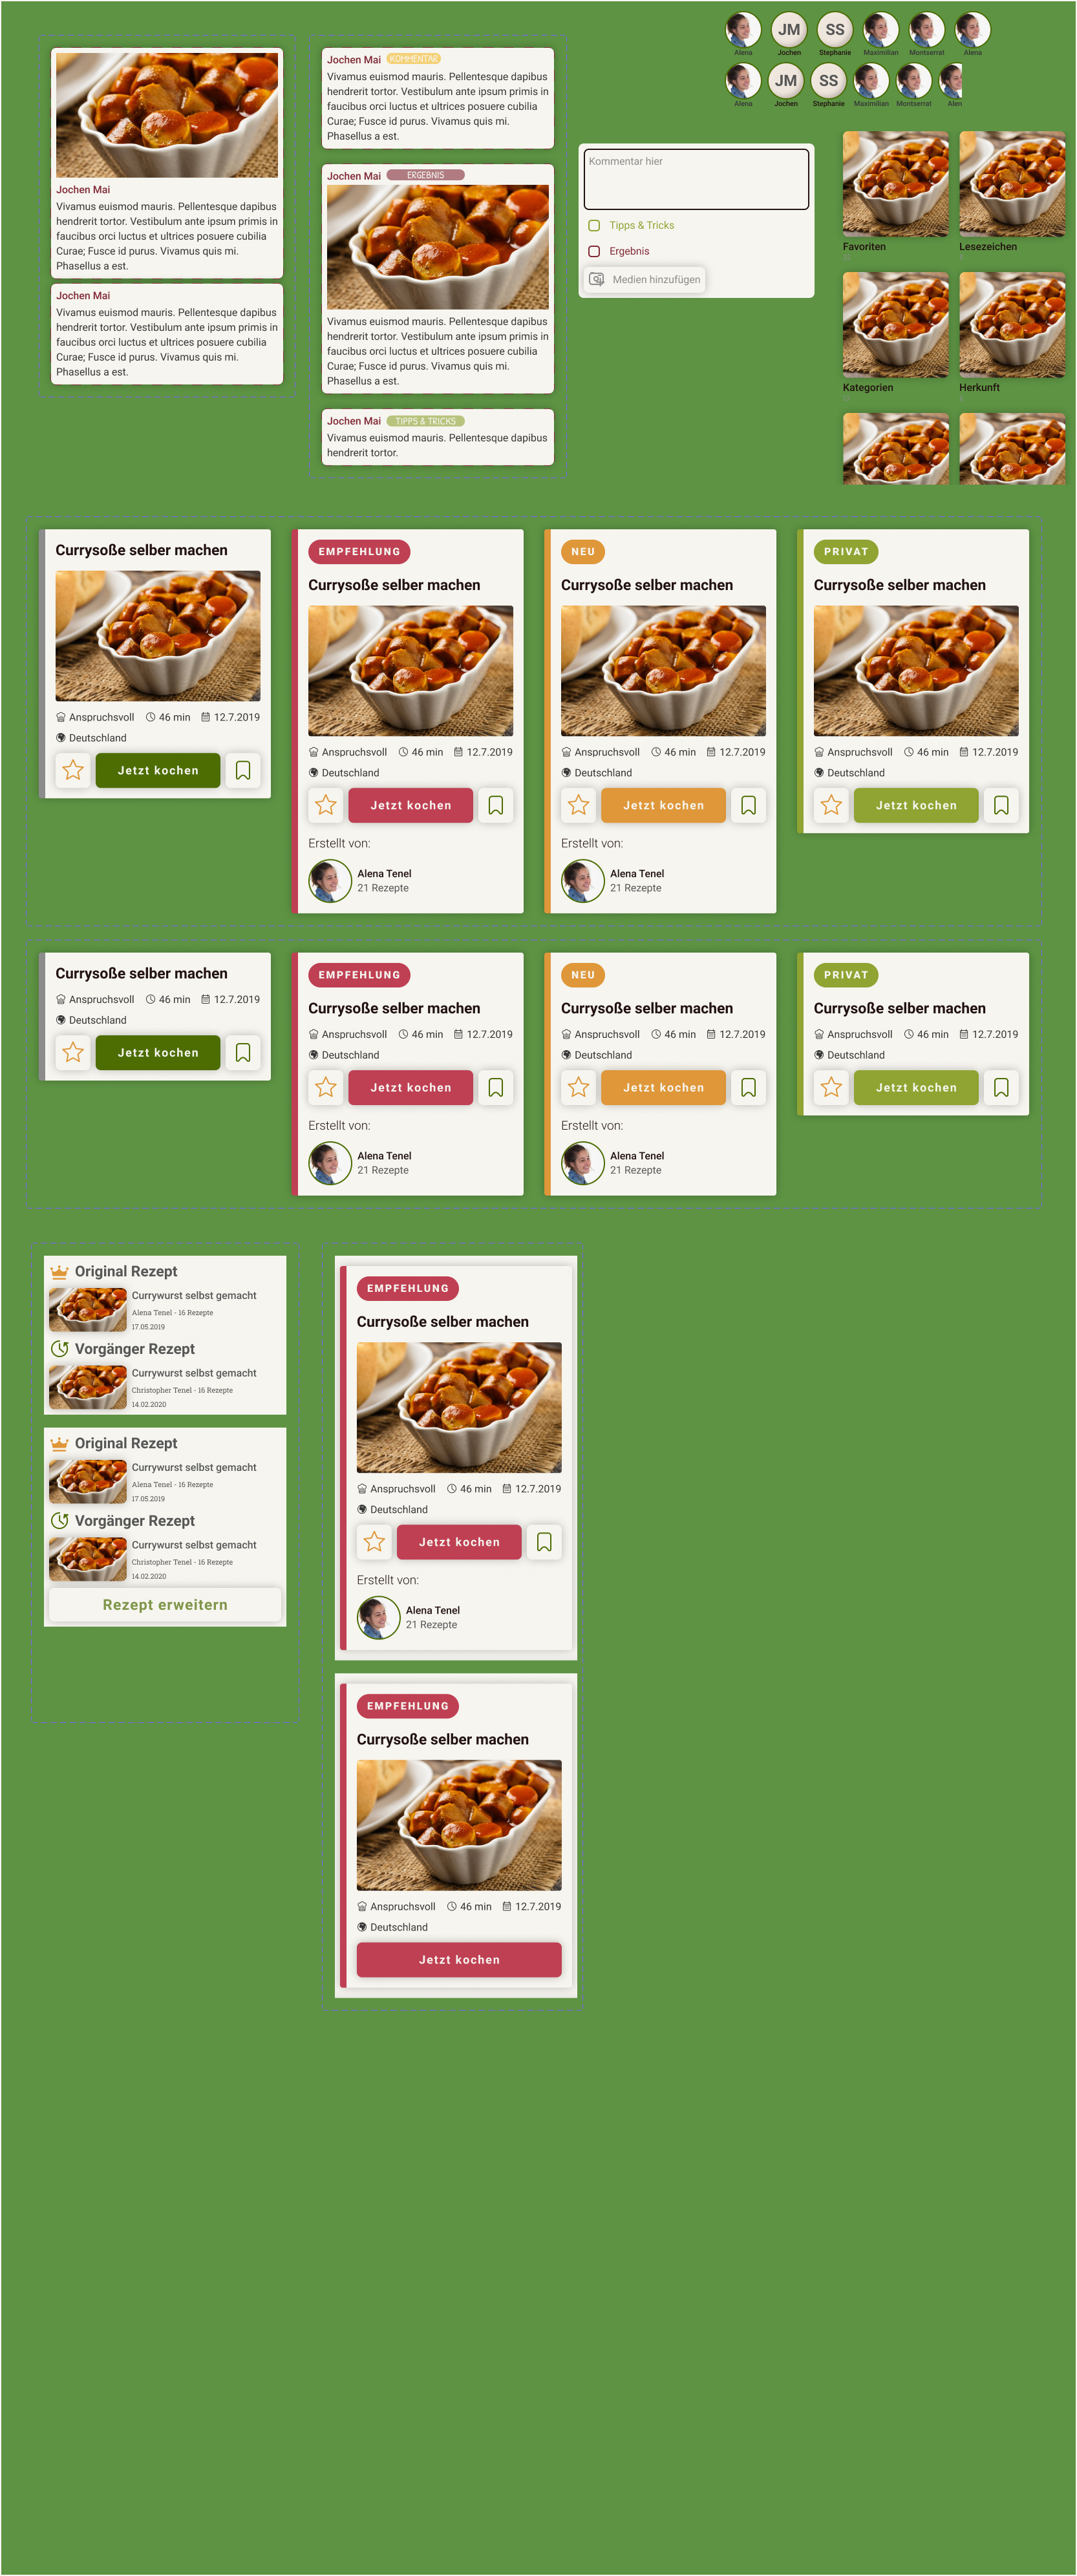 Alena
Jochen
Stephanie
Maximilian
Montserrat
Alena
JM
SS
Alena
Jochen
Stephanie
Maximilian
Montserrat
Alen
JM
SS
Jochen Mai
Vivamus euismod mauris. Pellentesque dapibus
hendrerit tortor. Vestibulum ante ipsum primis in
faucibus orci luctus et ultrices posuere cubilia
Curae; Fusce id purus. Vivamus quis mi.
Phasellus a est.
Jochen Mai
Vivamus euismod mauris. Pellentesque dapibus
hendrerit tortor. Vestibulum ante ipsum primis in
faucibus orci luctus et ultrices posuere cubilia
Curae; Fusce id purus. Vivamus quis mi.
Phasellus a est.
Jochen Mai KOMMENTAR
Vivamus euismod mauris. Pellentesque dapibus
hendrerit tortor. Vestibulum ante ipsum primis in
faucibus orci luctus et ultrices posuere cubilia
Curae; Fusce id purus. Vivamus quis mi.
Phasellus a est.
Jochen Mai ERGEBNIS
Vivamus euismod mauris. Pellentesque dapibus
hendrerit tortor. Vestibulum ante ipsum primis in
faucibus orci luctus et ultrices posuere cubilia
Curae; Fusce id purus. Vivamus quis mi.
Phasellus a est.
Jochen Mai TIPPS & TRICKS
Vivamus euismod mauris. Pellentesque dapibus
hendrerit tortor.
Kommentar hier
Tipps & Tricks
Ergebnis
Medien hinzufügen
Favoriten
Lesezeichen
Kategorien
Herkunft
Currysoße selber machen
Anspruchsvoll 46 min 12.7.2019
Deutschland
Jetzt kochen
EMPFEHLUNG
Currysoße selber machen
Anspruchsvoll 46 min 12.7.2019
Deutschland
Jetzt kochen
Erstellt von:
Alena Tenel
21 Rezepte
NEU
Currysoße selber machen
Anspruchsvoll 46 min 12.7.2019
Deutschland
Jetzt kochen
Erstellt von:
Alena Tenel
21 Rezepte
PRIVAT
Currysoße selber machen
Anspruchsvoll 46 min 12.7.2019
Deutschland
Jetzt kochen
Currysoße selber machen
Anspruchsvoll 46 min 12.7.2019
Deutschland
Jetzt kochen
EMPFEHLUNG
Currysoße selber machen
Anspruchsvoll 46 min 12.7.2019
Deutschland
Jetzt kochen
Erstellt von:
Alena Tenel
21 Rezepte
NEU
Currysoße selber machen
Anspruchsvoll 46 min 12.7.2019
Deutschland
Jetzt kochen
Erstellt von:
Alena Tenel
21 Rezepte
PRIVAT
Currysoße selber machen
Anspruchsvoll 46 min 12.7.2019
Deutschland
Jetzt kochen
Original Rezept
Currywurst selbst gemacht
Alena Tenel - 16 Rezepte
17.05.2019
Vorgänger Rezept
Currywurst selbst gemacht
Christopher Tenel - 16 Rezepte
14.02.2020
Original Rezept
Currywurst selbst gemacht
Alena Tenel - 16 Rezepte
17.05.2019
Vorgänger Rezept
Currywurst selbst gemacht
Christopher Tenel - 16 Rezepte
14.02.2020
Rezept erweitern
EMPFEHLUNG
Currysoße selber machen
Anspruchsvoll 46 min 12.7.2019
Deutschland
Jetzt kochen
Erstellt von:
Alena Tenel
21 Rezepte
EMPFEHLUNG
Currysoße selber machen
Anspruchsvoll 46 min 12.7.2019
Deutschland
Jetzt kochen